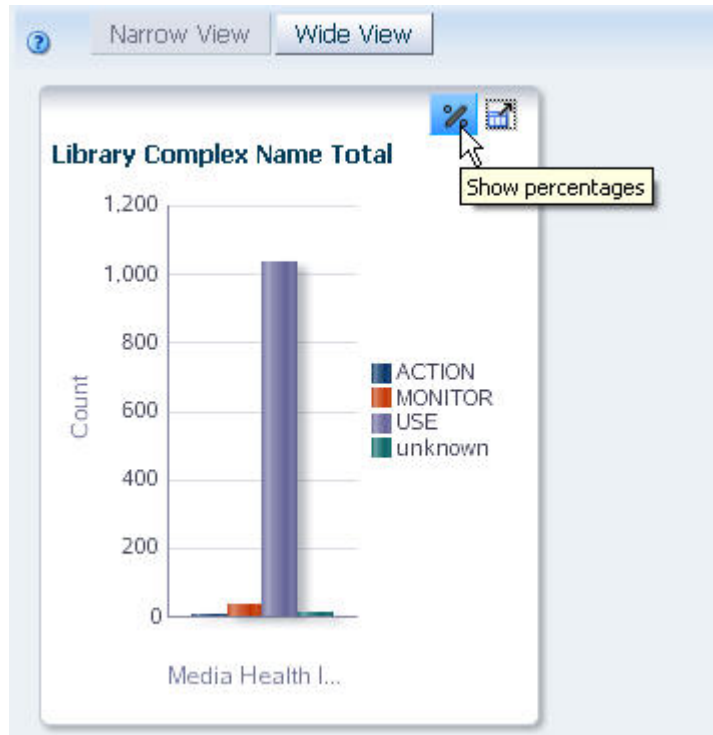 Narrow View
Wide View
Library Complex Name Total
Show percentages
1,200
1,000
800
600
400
200
0
Count
ACTION
MONITOR
USE
unknown
Media Health I...